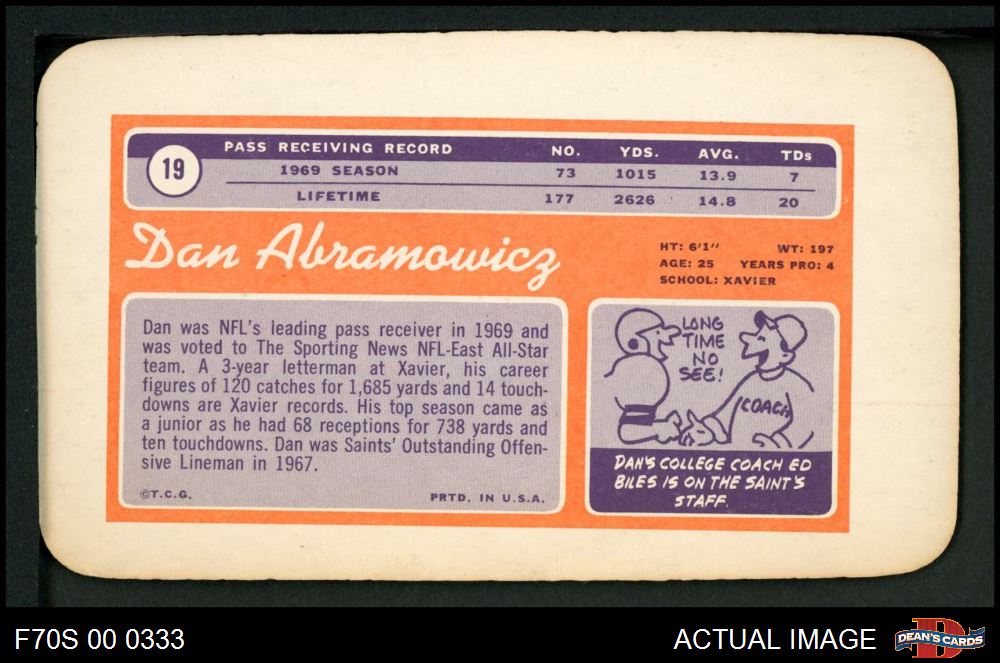 19
PASS RECEIVING RECORD NO. YDS. AVG. TDs
1969 SEASON 73 1015 13.9 7
LIFETIME 177 2626 14.8 20
Dan Abramowicz
HT: 6'1" WT: 197
AGE: 25 YEARS PRO: 4
SCHOOL: XAVIER
Dan was NFL's leading pass receiver in 1969 and
was voted to The Sporting News NFL-East All-Star
team. A 3-year letterman at Xavier, his career
figures of 120 catches for 1,685 yards and 14 touch-
downs are Xavier records. His top season came as
a junior as he had 68 receptions for 738 yards and
ten touchdowns. Dan was Saints' Outstanding Offen-
sive Lineman in 1967.
©T.C.G. PRTD. IN U.S.A.
LONG
TIME
NO
SEE!
COACH
DAN'S COLLEGE COACH ED
BILES IS ON THE SAINT'S
STAFF.
F70S 00 0333
ACTUAL IMAGE
D
DEAN'S CARDS